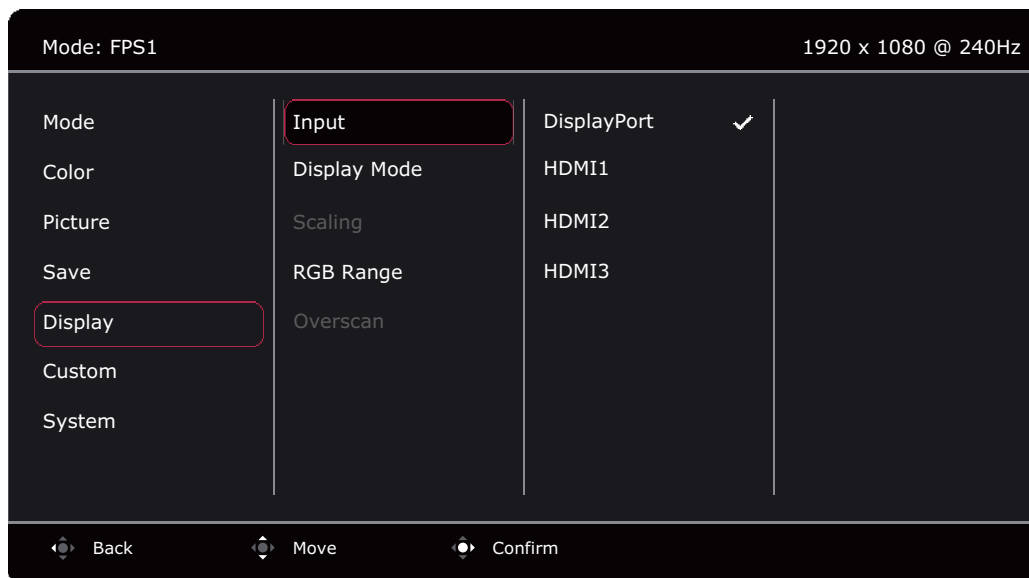 Mode: FPS1
1920 x 1080 @ 240Hz
Mode
Color
Picture
Save
Display
Custom
System
Input
Display Mode
Scaling
RGB Range
Overscan
DisplayPort
HDMI1
HDMI2
HDMI3
Back
Move
Confirm